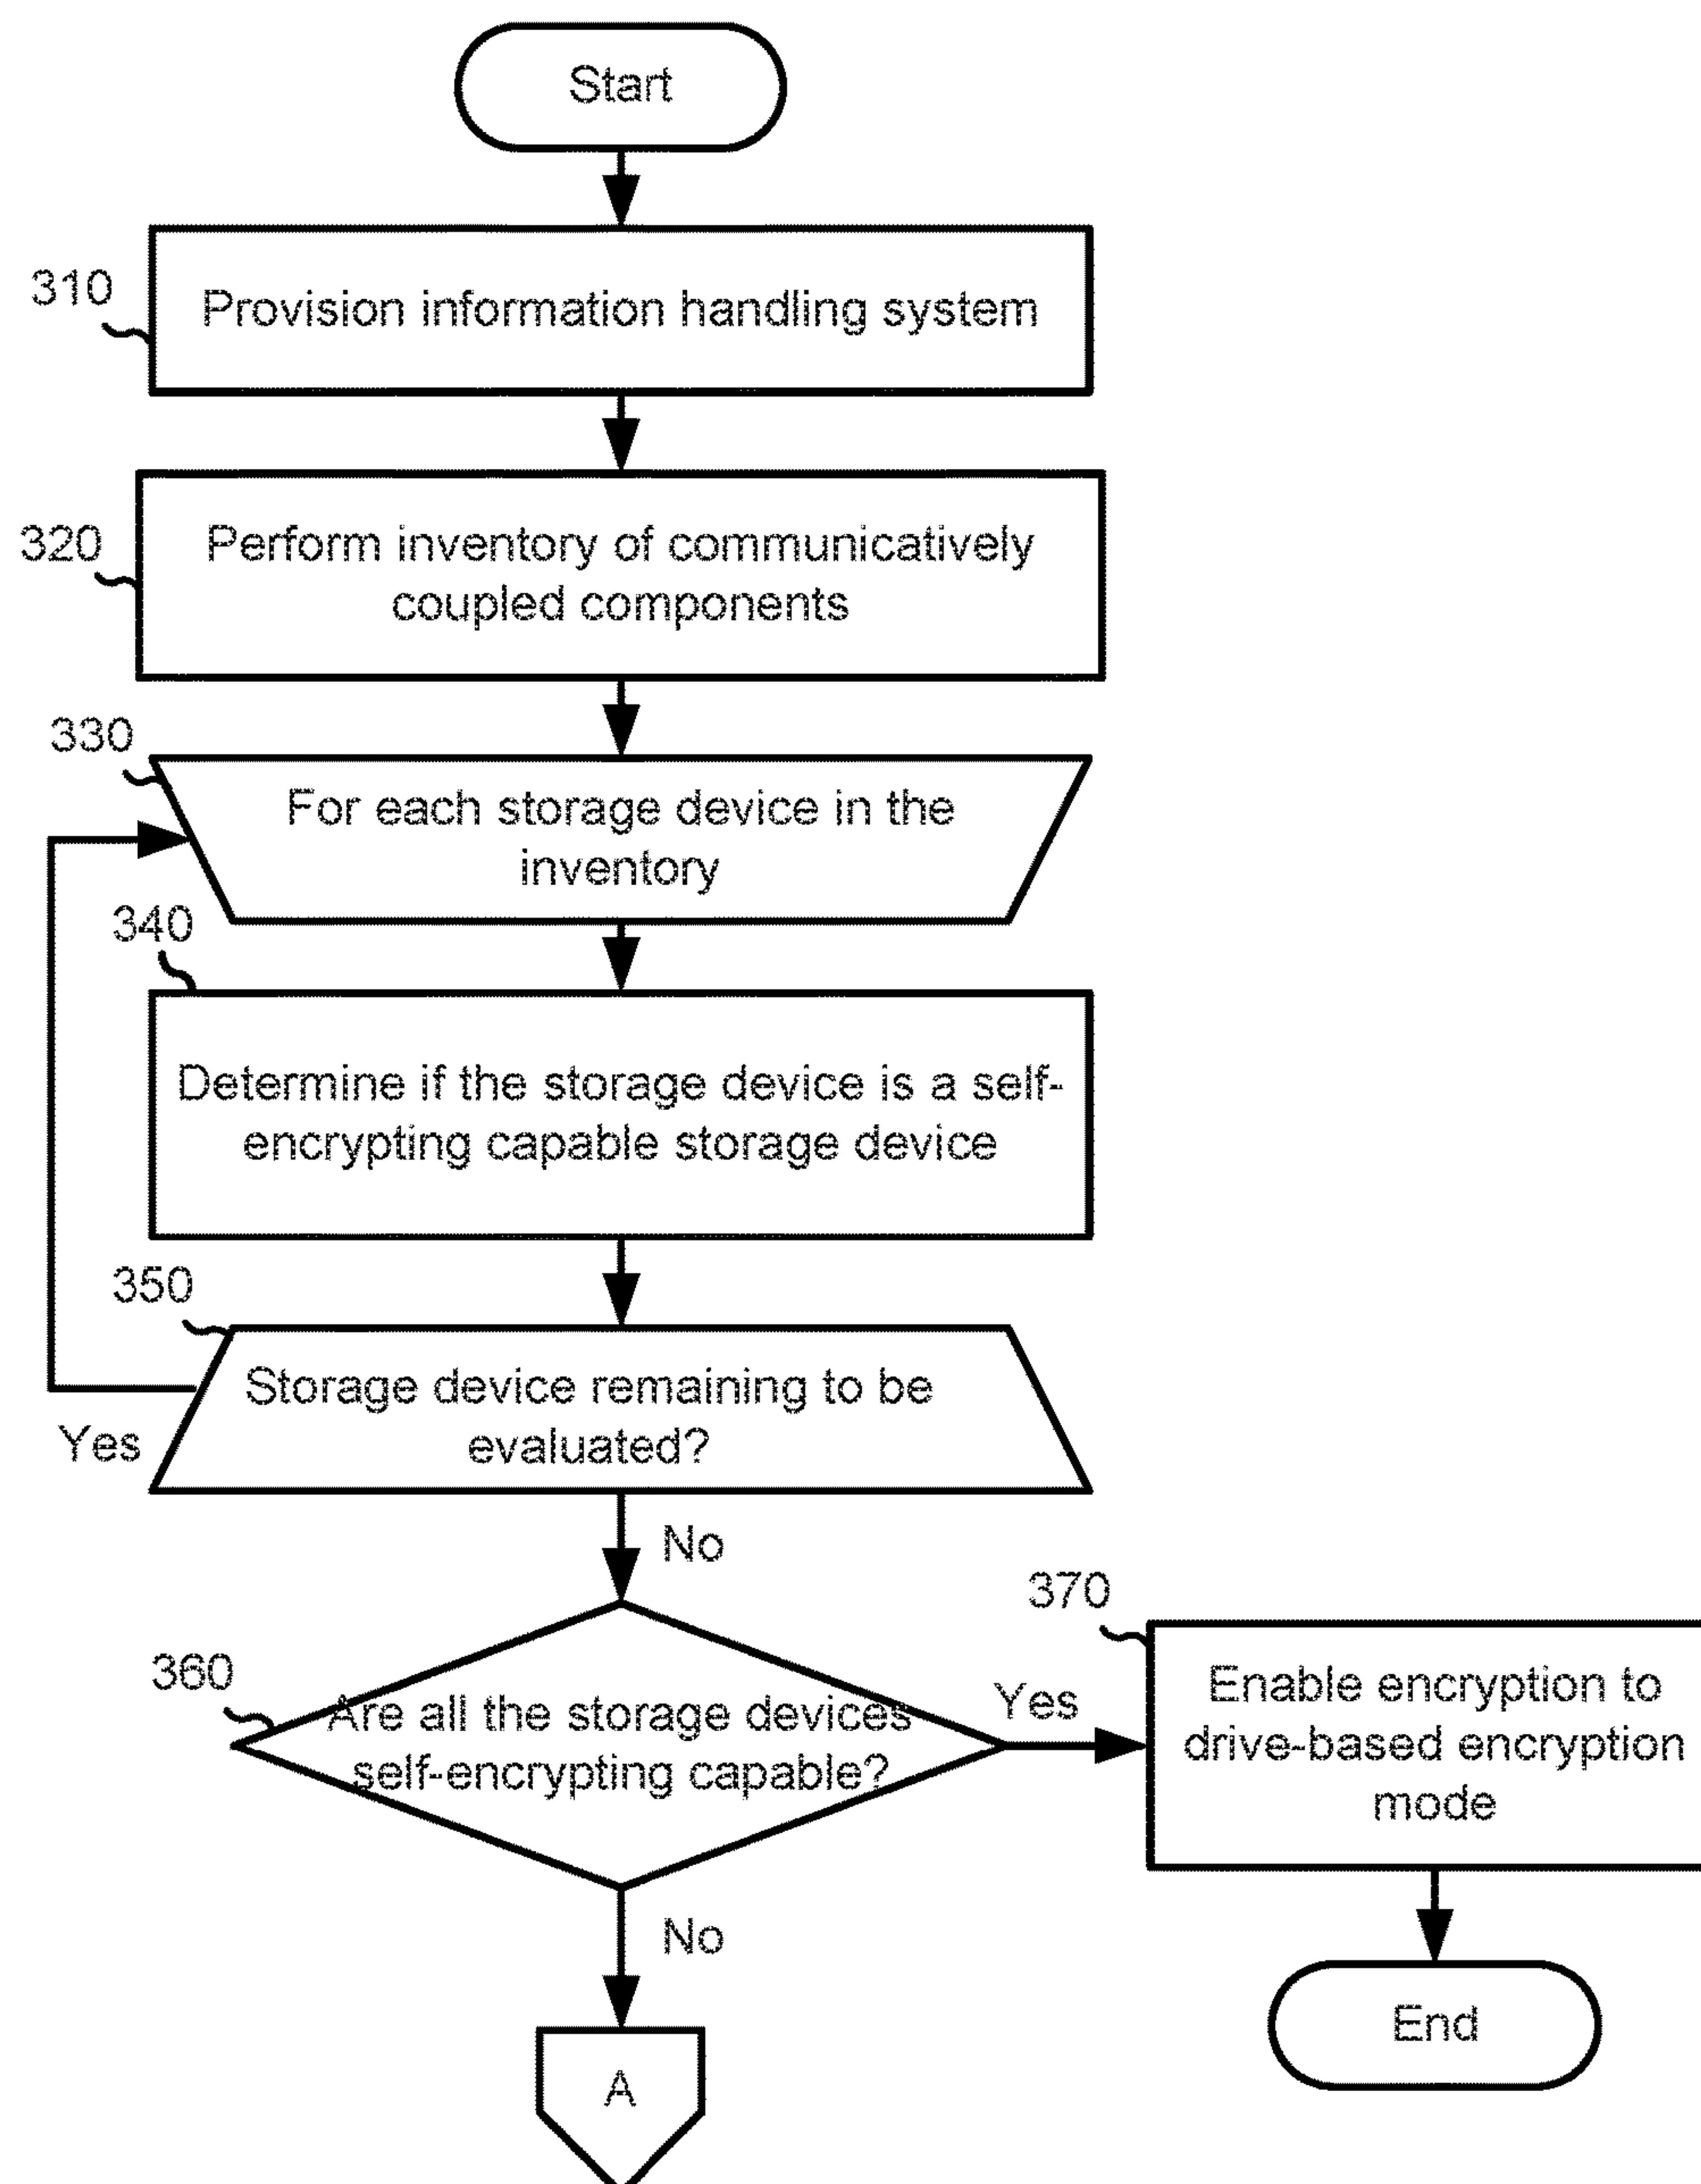 Start
310
Provision information handling system
320
Perform inventory of communicatively
coupled components
330
For each storage device in the
inventory
340
Determine if the storage device is a self-
encrypting capable storage device
350
Storage device remaining to be
evaluated?
Yes
No
360
Are all the storage devices
self-encrypting capable?
Yes
370
Enable encryption to
drive-based encryption
mode
No
End
A